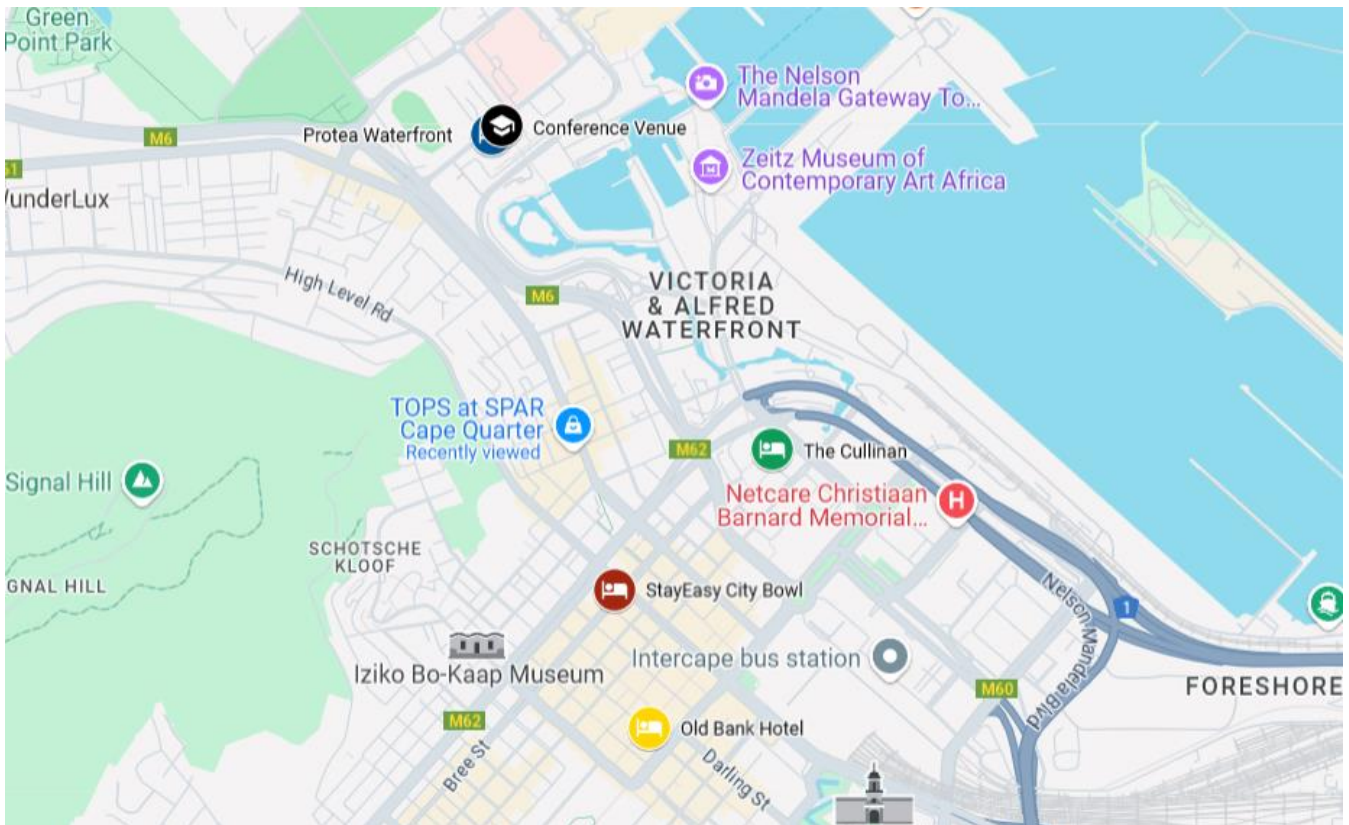 Green
Point Park
The Nelson
Mandela Gateway To...
M6
Protea Waterfront
Conference Venue
Zeitz Museum of
Contemporary Art Africa
61
WunderLux
High Level Rd
M6
VICTORIA
& ALFRED
WATERFRONT
TOPS at SPAR
Cape Quarter
Recently viewed
M62
The Cullinan
Signal Hill
Netcare Christiaan
Barnard Memorial...
H
SCHOTSCHE
KLOOF
GNAL HILL
StayEasy City Bowl
Nelson Mandela Blvd
1
Iziko Bo-Kaap Museum
Intercape bus station
M60
FORESHORE
M62
Old Bank Hotel
Bree St
Darling St